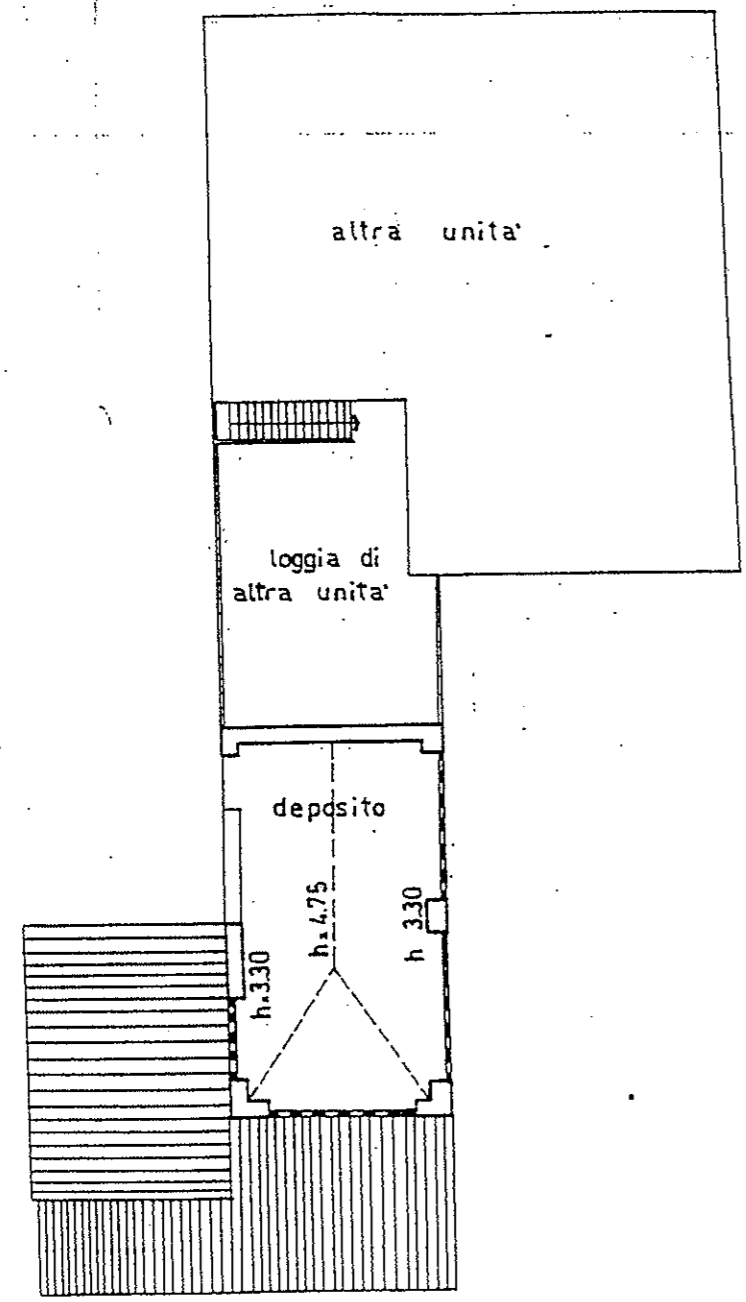 altra unita'
loggia di
altra unita'
deposito
h=4.75
h 3.30
h=3.30